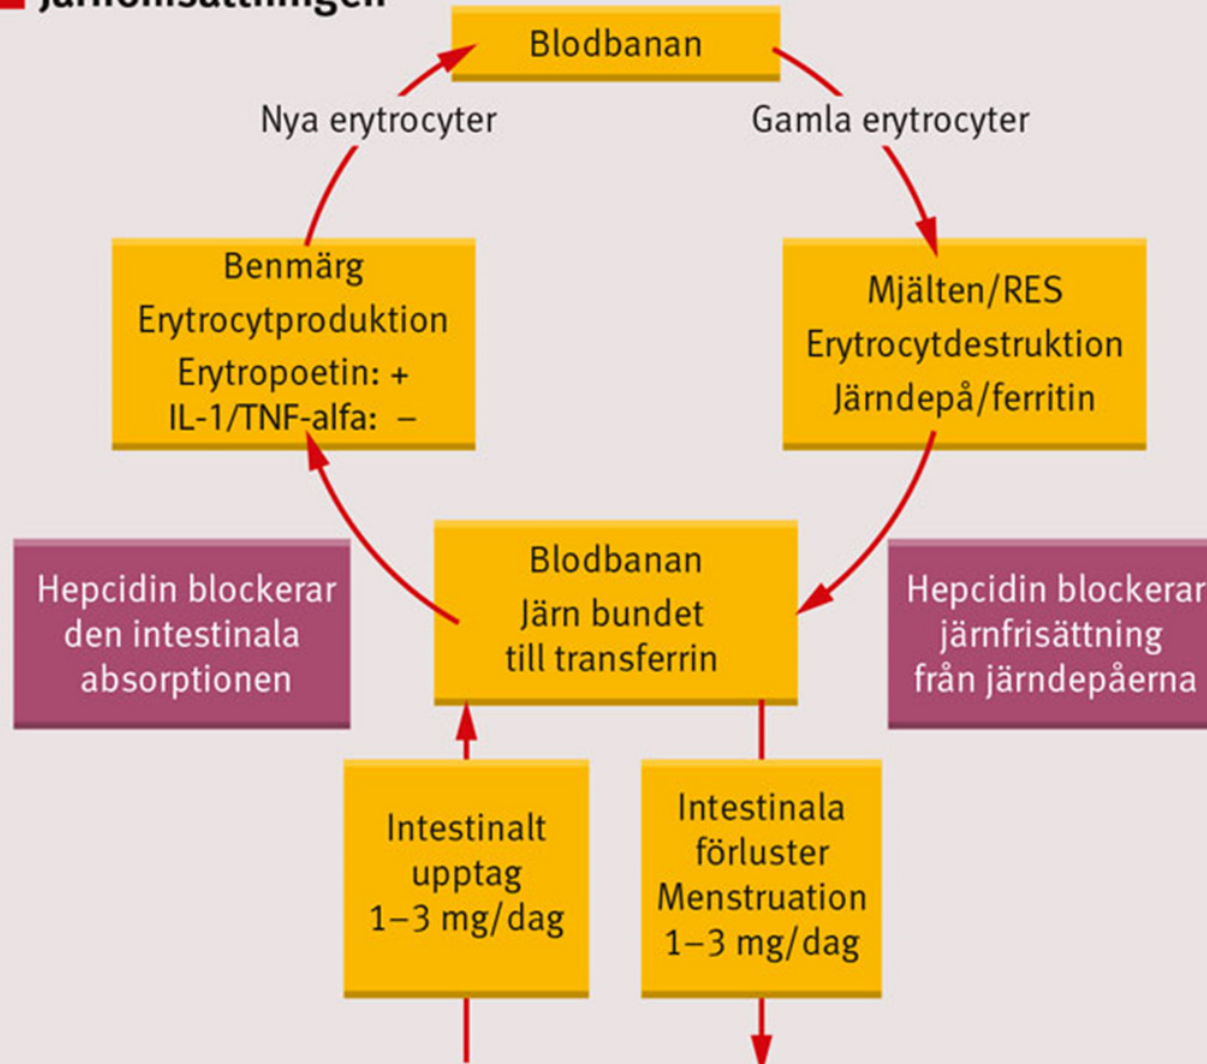 Järnomsättningen
Blodbanan
Nya erytrocyter
Gamla erytrocyter
Benmärg
Erytrocytproduktion
Erytropoetin: +
IL-1/TNF-alfa: –
Mjälten/RES
Erytrocytdestruktion
Järndepå/ferritin
Blodbanan
Järn bundet
till transferrin
Hepcidin blockerar
den intestinala
absorptionen
Hepcidin blockerar
järnfrisättning
från järndepåerna
Intestinalt
upptag
1–3 mg/dag
Intestinala
förluster
Menstruation
1–3 mg/dag